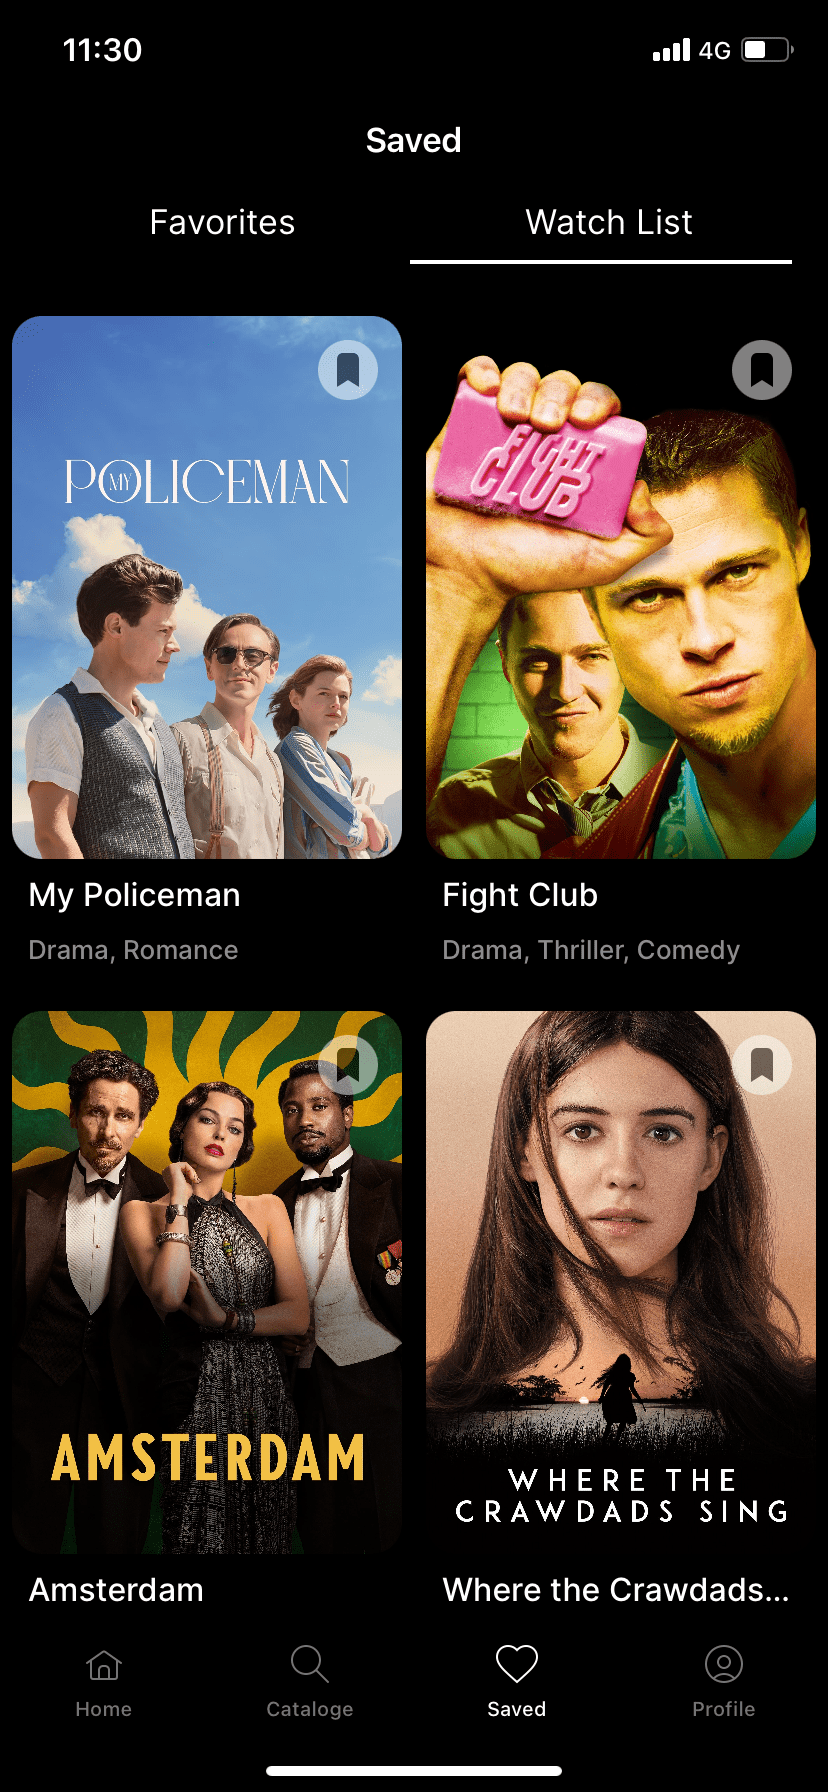 11:30
4G
Saved
Favorites
Watch List
MY POLICEMAN
FIGHT
CLUB
My Policeman
Fight Club
Drama, Romance
Drama, Thriller, Comedy
AMSTERDAM
WHERE THE
CRAWDADS SING
Amsterdam
Where the Crawdads...
Home
Cataloge
Saved
Profile